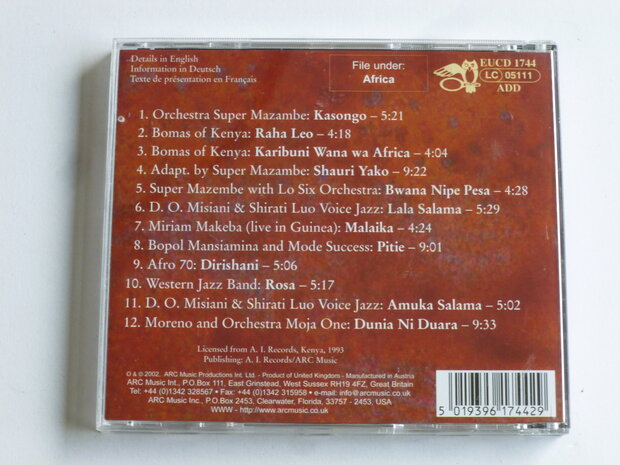 Details in English
Information in Deutsch
Texte de présentation en Français
File under:
Africa
EUCD 1744
LC 05111
ADD
1. Orchestra Super Mazambe: Kasongo – 5:21
2. Bomas of Kenya: Raha Leo – 4:18
3. Bomas of Kenya: Karibuni Wana wa Africa – 4:04
4. Adapt. by Super Mazambe: Shauri Yako – 9:22
5. Super Mazembe with Lo Six Orchestra: Bwana Nipe Pesa – 4:28
6. D. O. Misiani & Shirati Luo Voice Jazz: Lala Salama – 5:29
7. Miriam Makeba (live in Guinea): Malaika – 4:24
8. Bopol Mansiamina and Mode Success: Pitie – 9:01
9. Afro 70: Dirishani – 5:06
10. Western Jazz Band: Rosa – 5:17
11. D. O. Misiani & Shirati Luo Voice Jazz: Amuka Salama – 5:02
12. Moreno and Orchestra Moja One: Dunia Ni Duara – 9:33
Licensed from A. I. Records, Kenya, 1993
Publishing: A. I. Records/ARC Music
℗ & © 2002. ARC Music Productions Int. Ltd. - Product of United Kingdom - Manufactured in Austria
ARC Music Int., P.O.Box 111, East Grinstead, West Sussex RH19 4FZ, Great Britain
Tel: +44 (0)1342 328567 • Fax: +44 (0)1342 315958 • e-mail: info@arcmusic.co.uk
ARC Music Inc., P.O.Box 2453, Clearwater, Florida, 33757 - 2453, USA
WWW - http://www.arcmusic.co.uk
5 019396 174429